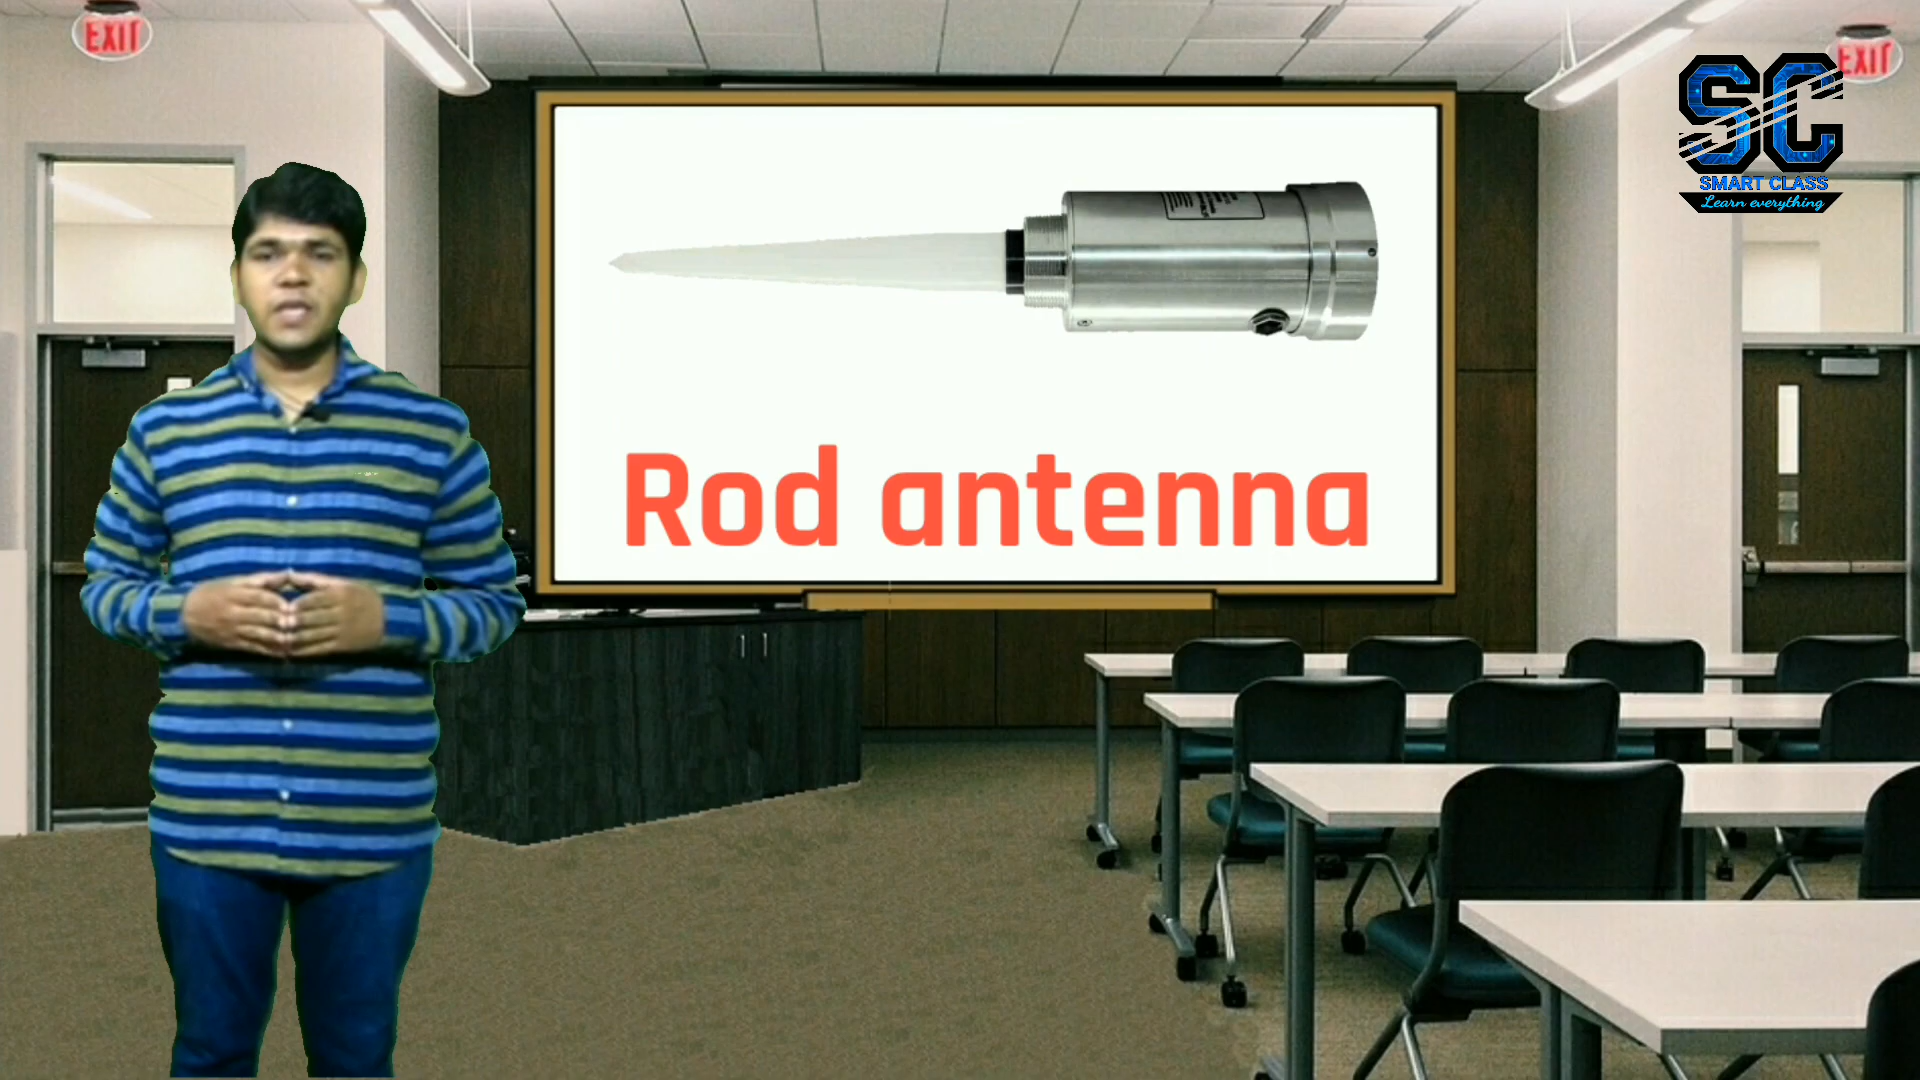 EXIT
EXIT
SC
SMART CLASS
Learn everything
Rod antenna